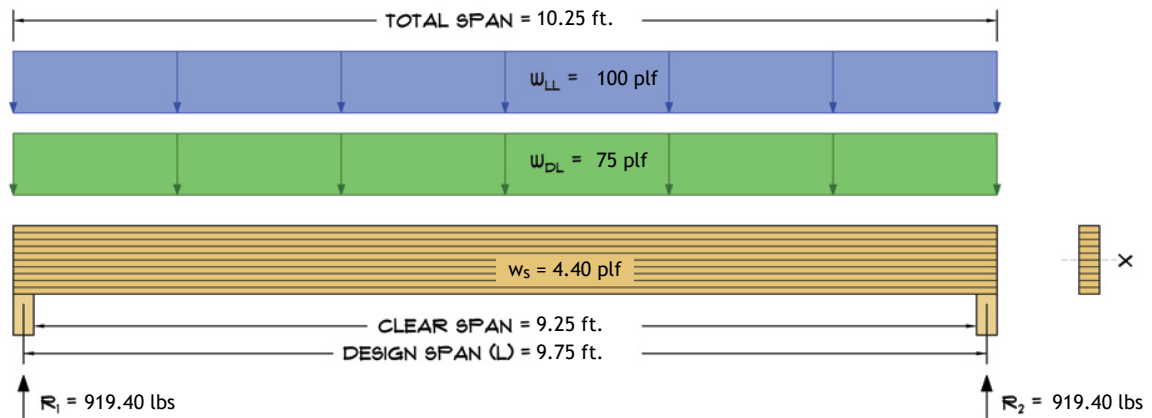 TOTAL SPAN = 10.25 ft.
WLL = 100 plf
WDL = 75 plf
ws = 4.40 plf
X
CLEAR SPAN = 9.25 ft.
DESIGN SPAN (L) = 9.75 ft.
R1 = 919.40 lbs
R2 = 919.40 lbs